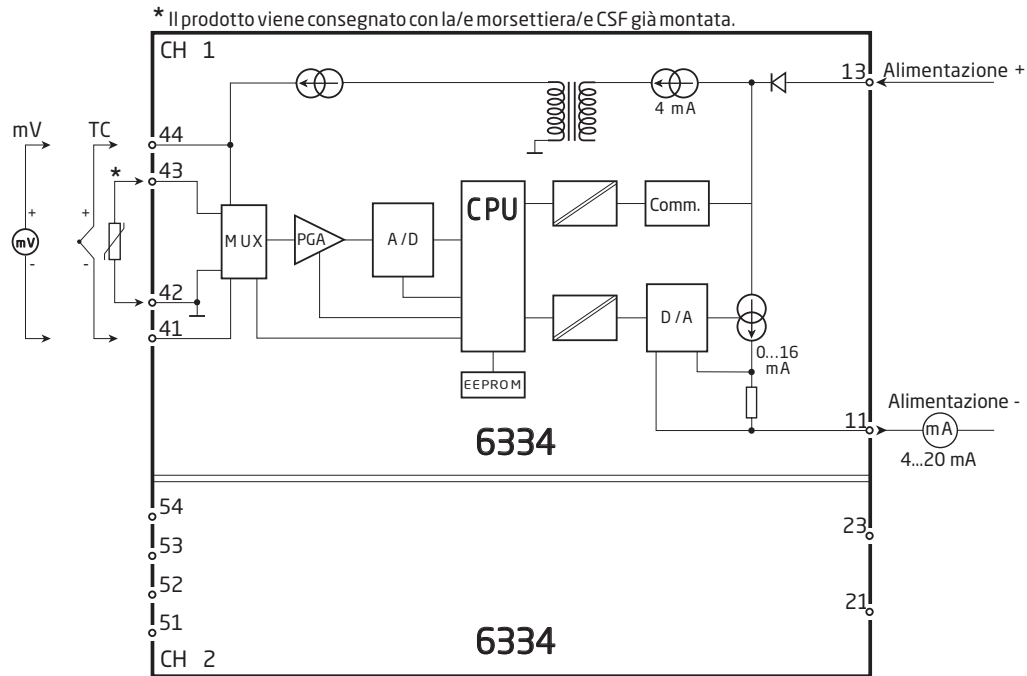 * Il prodotto viene consegnato con la/e morsettiera/e CSF già montata.
CH 1
13
Alimentazione +
4 mA
mV
TC
44
*
43
CPU
Comm.
+
+
MUX
PGA
A/D
mV
-
-
42
D/A
41
0...16
mA
EEPROM
Alimentazione -
11
mA
6334
4...20 mA
54
23
53
52
21
51
6334
CH 2